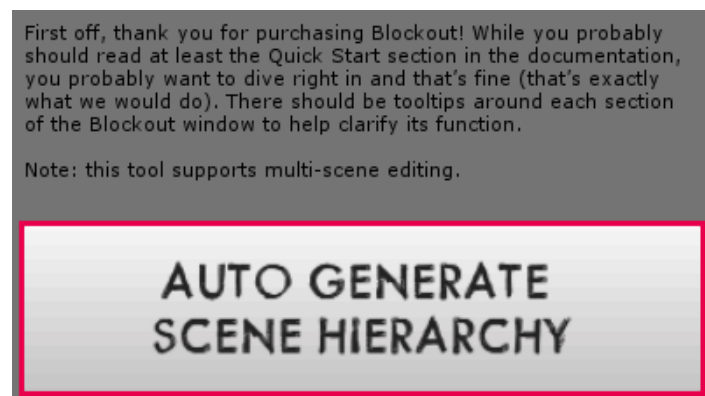 First off, thank you for purchasing Blockout! While you probably
should read at least the Quick Start section in the documentation,
you probably want to dive right in and that's fine (that's exactly
what we would do). There should be tooltips around each section
of the Blockout window to help clarify its function.
Note: this tool supports multi-scene editing.
AUTO GENERATE
SCENE HIERARCHY